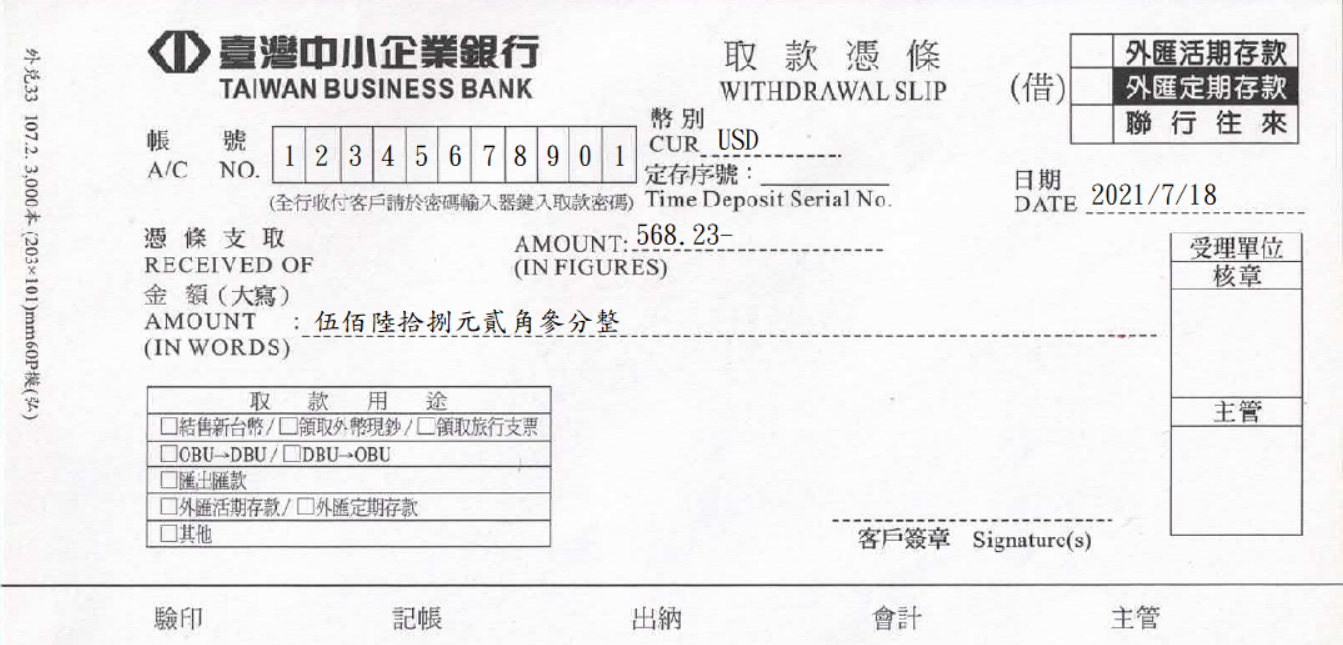 臺灣中小企業銀行
TAIWAN BUSINESS BANK
取款憑條
WITHDRAWAL SLIP
(借)
外匯活期存款
外匯定期存款
聯行往來
外兌33 107.2. 3,000本 (203×101)mm60P模(弘)
帳號
A/C NO.
1 2 3 4 5 6 7 8 9 0 1
(全行收付客戶請於密碼輸入器鍵入取款密碼)
幣別
CUR USD
定存序號：
Time Deposit Serial No.
日期
DATE 2021/7/18
憑條支取
RECEIVED OF
AMOUNT: 568.23-
(IN FIGURES)
金額(大寫)
AMOUNT : 伍佰陸拾捌元貳角參分整
(IN WORDS)
受理單位
核章
主管
取款用途
□結售新台幣/□領取外幣現鈔/□領取旅行支票
□OBU→DBU/□DBU→OBU
□匯出匯款
□外匯活期存款/□外匯定期存款
□其他
客戶簽章 Signature(s)
驗印 記帳 出納 會計 主管